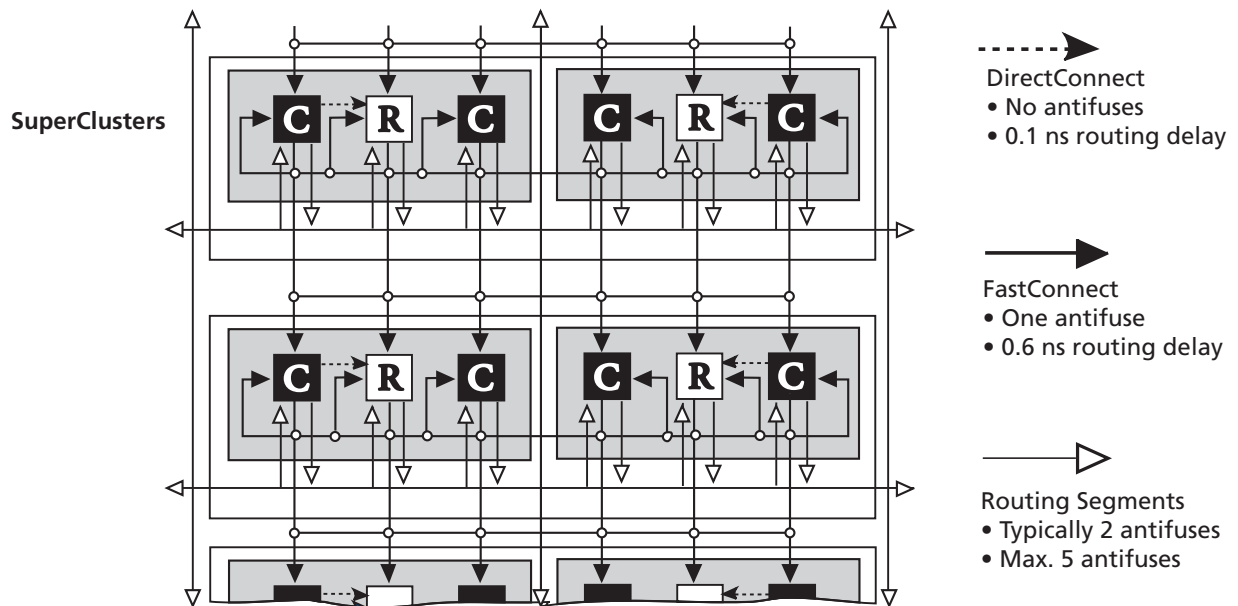 SuperClusters
C R C C R C
C R C C R C
DirectConnect
• No antifuses
• 0.1 ns routing delay
FastConnect
• One antifuse
• 0.6 ns routing delay
Routing Segments
• Typically 2 antifuses
• Max. 5 antifuses